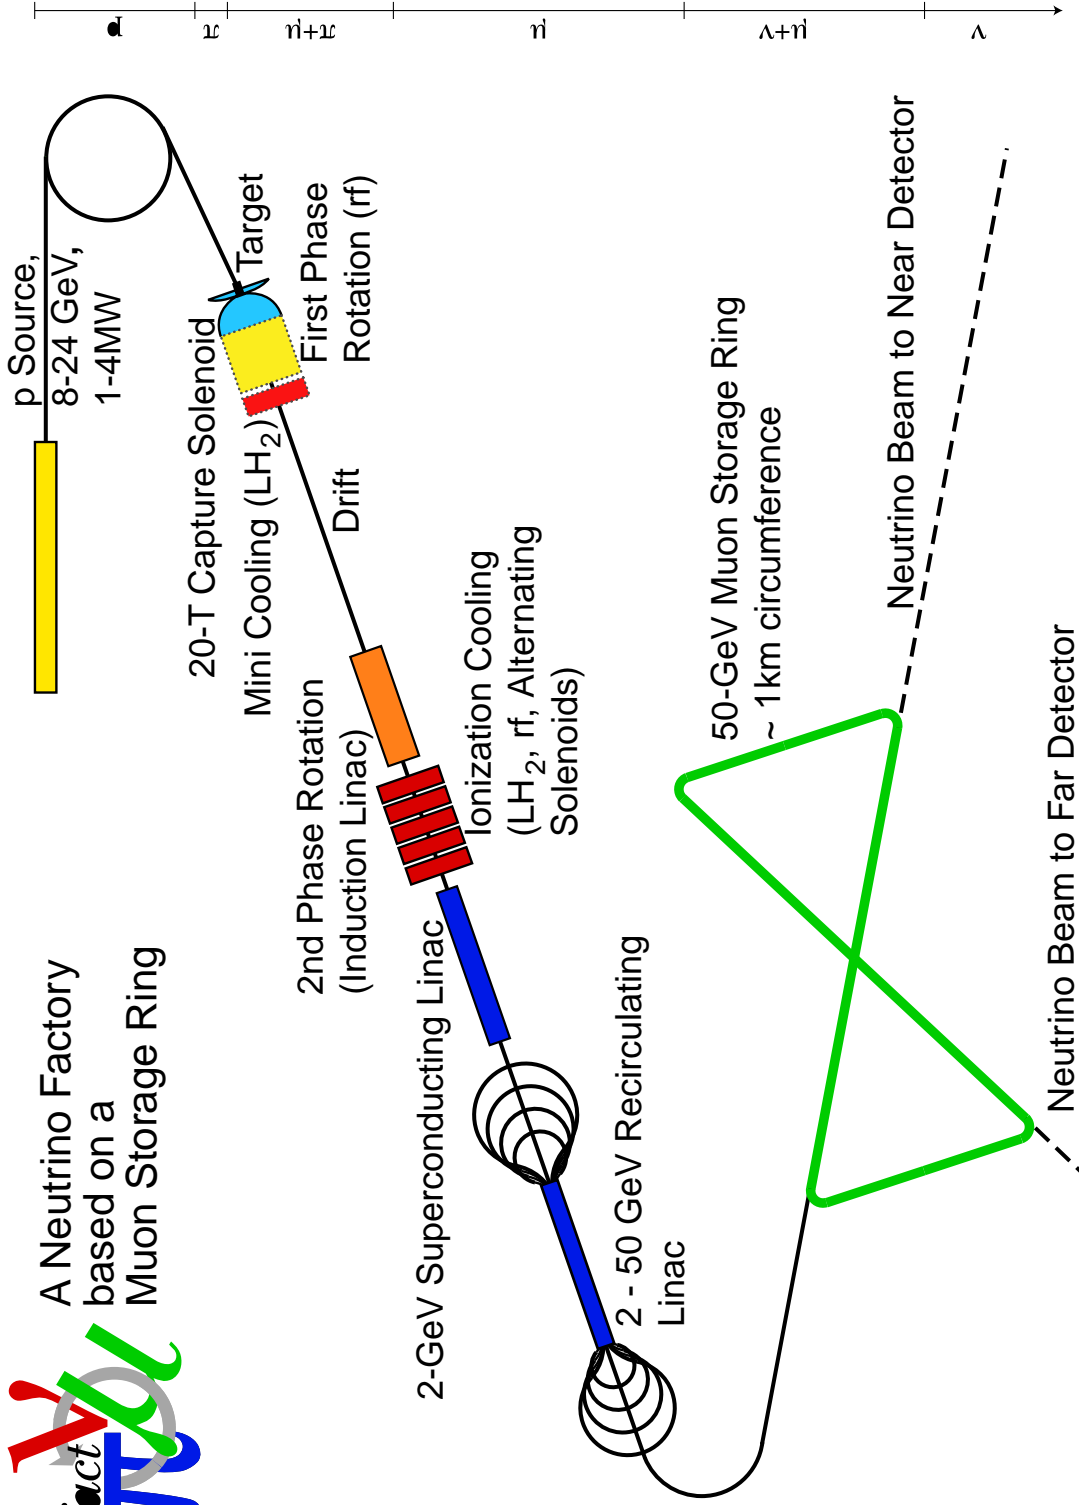 A Neutrino Factory
based on a
Muon Storage Ring
p Source,
8-24 GeV,
1-4MW
Target
20-T Capture Solenoid
First Phase
Rotation (rf)
Mini Cooling (LH2)
Drift
2nd Phase Rotation
(Induction Linac)
Ionization Cooling
(LH2, rf, Alternating
Solenoids)
2-GeV Superconducting Linac
2 - 50 GeV Recirculating
Linac
50-GeV Muon Storage Ring
~ 1km circumference
Neutrino Beam to Near Detector
Neutrino Beam to Far Detector
p
π
π+μ
μ
μ+ν
ν
ν
μ
act
π